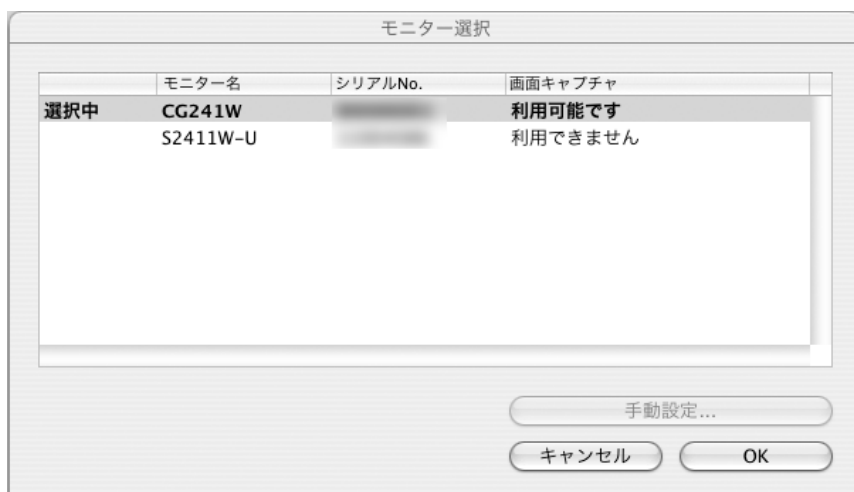 モニター選択
モニター名 シリアルNo. 画面キャプチャ
選択中 CG241W 利用可能です
S2411W-U 利用できません
手動設定...
キャンセル OK